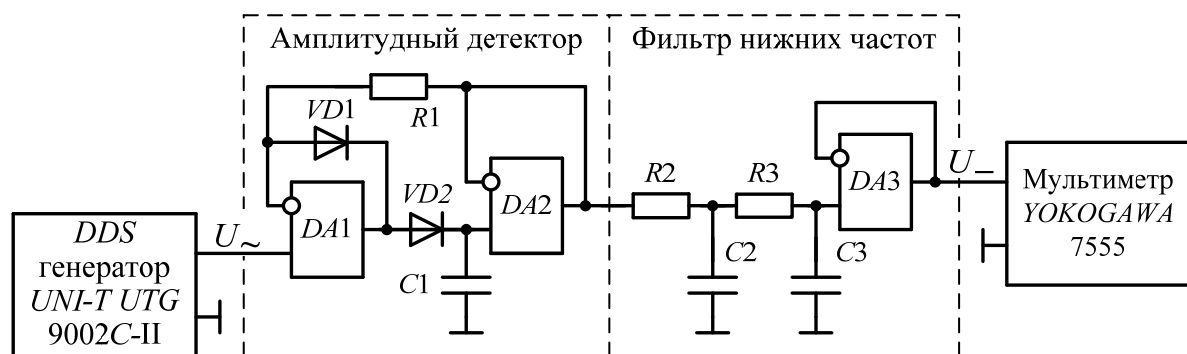 Амплитудный детектор
Фильтр нижних частот
R1
VD1
VD2
DA1
DA2
C1
R2
R3
C2
C3
DA3
U~
U–
DDS
генератор
UNI-T UTG
9002C-II
Мультиметр
YOKOGAWA
7555